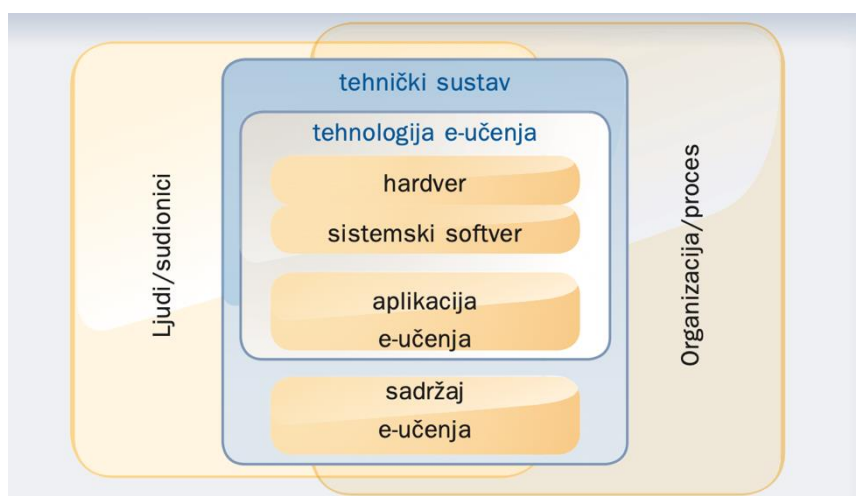 tehnički sustav
tehnologija e-učenja
hardver
sistemski softver
aplikacija
e-učenja
sadržaj
e-učenja
Ljudi/sudionici
Organizacija/proces